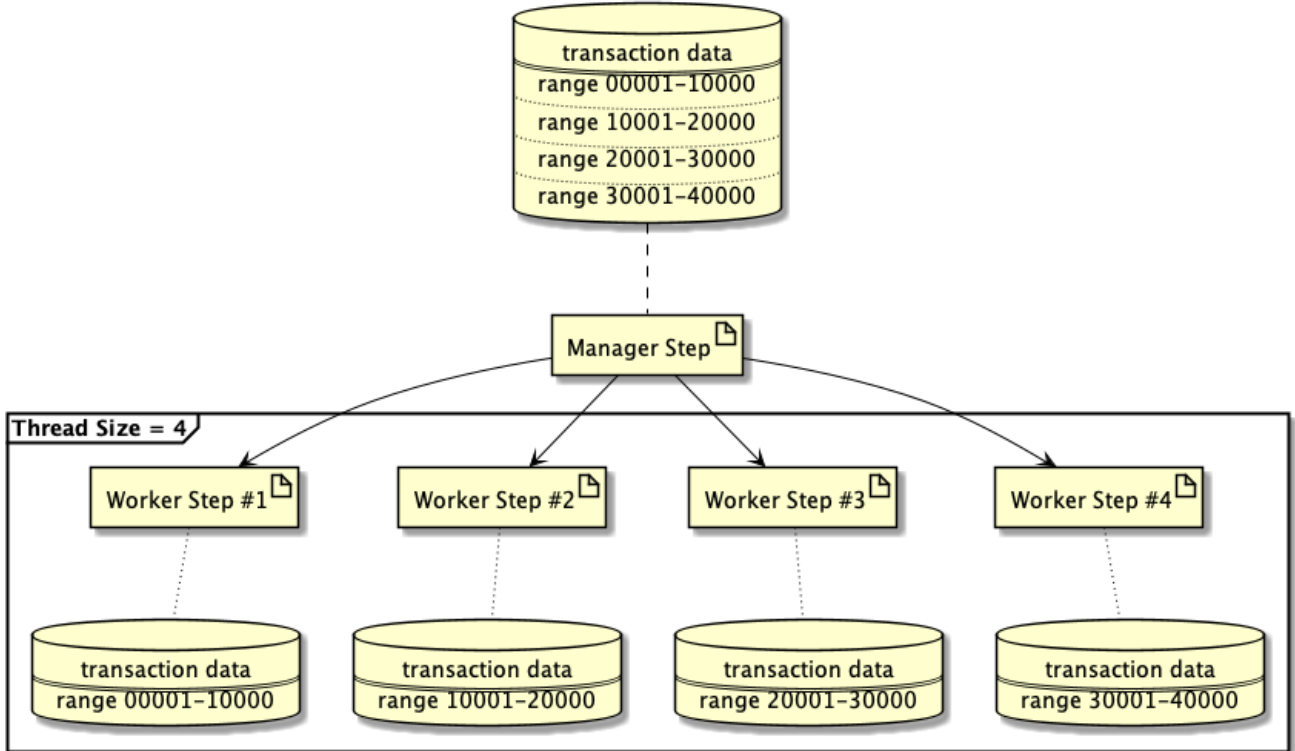 transaction data
range 00001-10000
range 10001-20000
range 20001-30000
range 30001-40000
Manager Step
Thread Size = 4
Worker Step #1
Worker Step #2
Worker Step #3
Worker Step #4
transaction data
range 00001-10000
transaction data
range 10001-20000
transaction data
range 20001-30000
transaction data
range 30001-40000